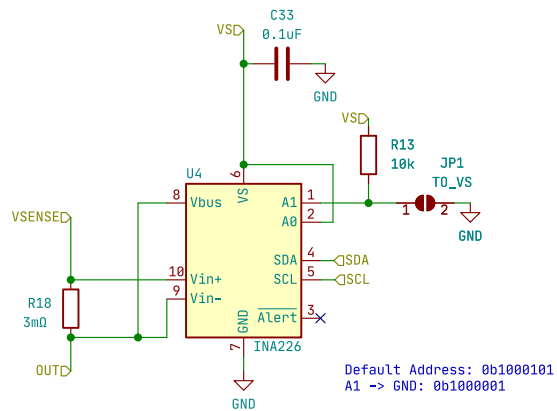 C33
VS
0.1uF
GND
VS
R13
10k
JP1
TO_VS
U4
6
VS
8
Vbus
A1
1
1
2
A0
2
GND
VSENSE
SDA
4
SDA
10
Vin+
SCL
5
SCL
9
Vin-
R18
3mΩ
GND
Alert
3
7
INA226
OUT
GND
Default Address: 0b1000101
A1 -> GND: 0b1000001